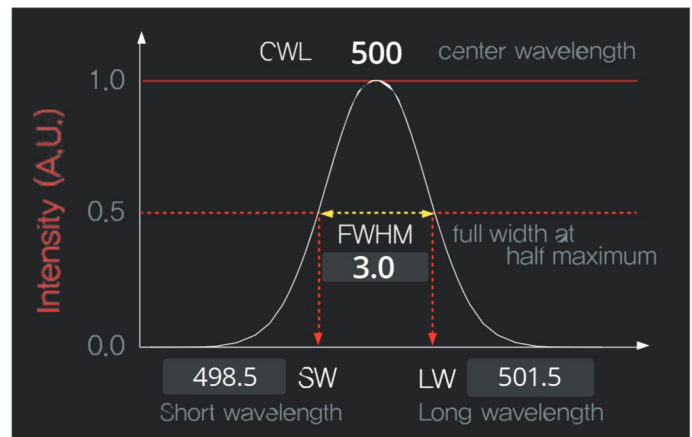 CWL 500 center wavelength
1.0
Intensity (A.U.)
0.5
FWHM full width at
half maximum
3.0
0.0
498.5 SW LW 501.5
Short wavelength Long wavelength